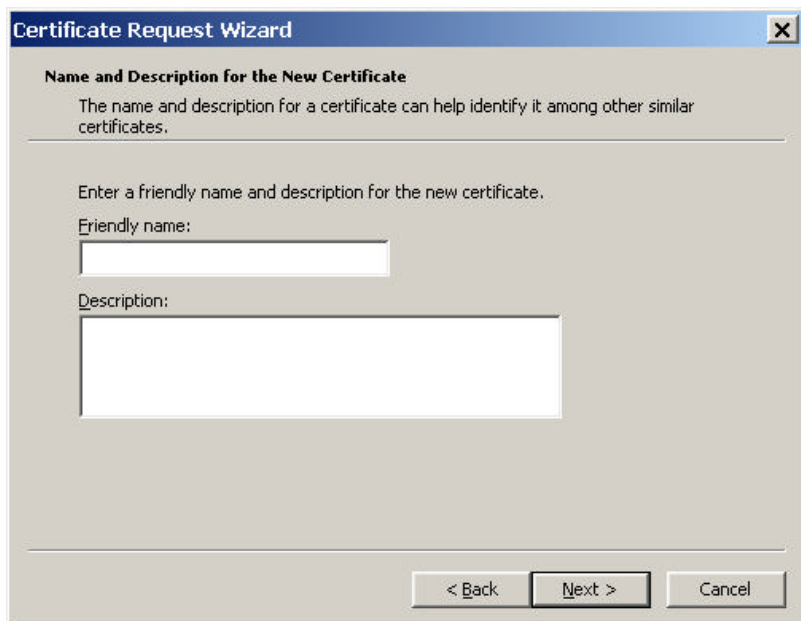 Certificate Request Wizard
Name and Description for the New Certificate
The name and description for a certificate can help identify it among other similar
certificates.
Enter a friendly name and description for the new certificate.
Friendly name:
Description:
< Back Next > Cancel